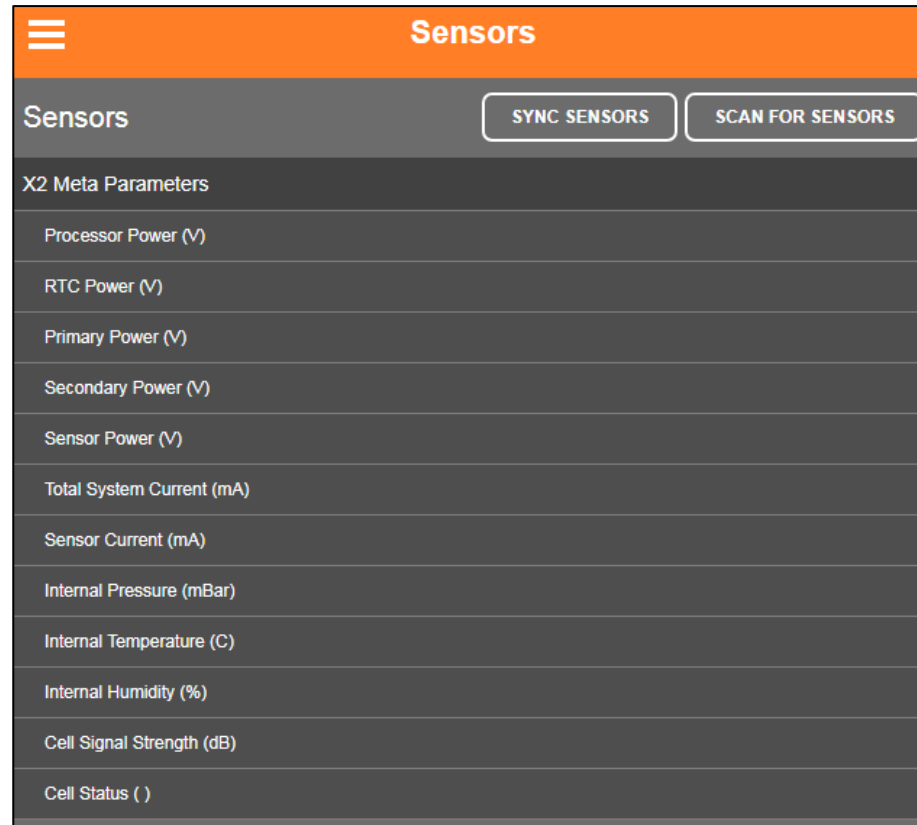 Sensors
Sensors
SYNC SENSORS
SCAN FOR SENSORS
X2 Meta Parameters
Processor Power (V)
RTC Power (V)
Primary Power (V)
Secondary Power (V)
Sensor Power (V)
Total System Current (mA)
Sensor Current (mA)
Internal Pressure (mBar)
Internal Temperature (C)
Internal Humidity (%)
Cell Signal Strength (dB)
Cell Status ( )